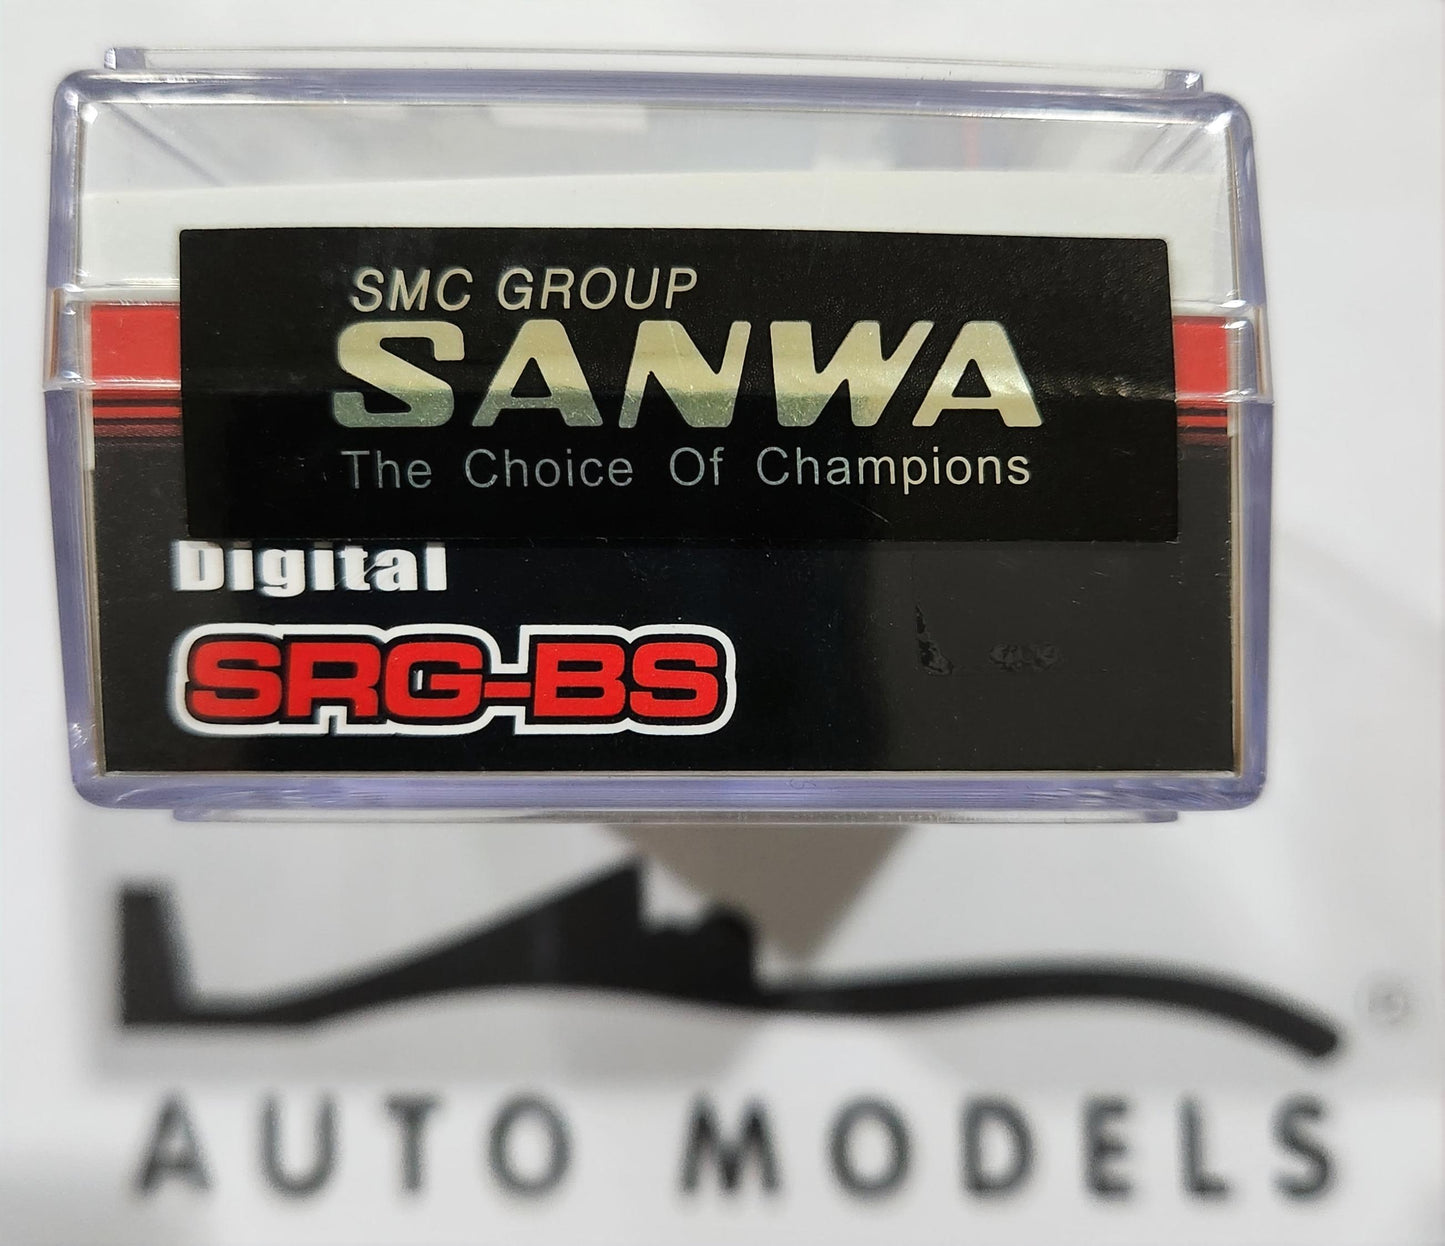 SMC GROUP
SANWA
The Choice Of Champions
Digital
SRG-BS
AUTO MODELS